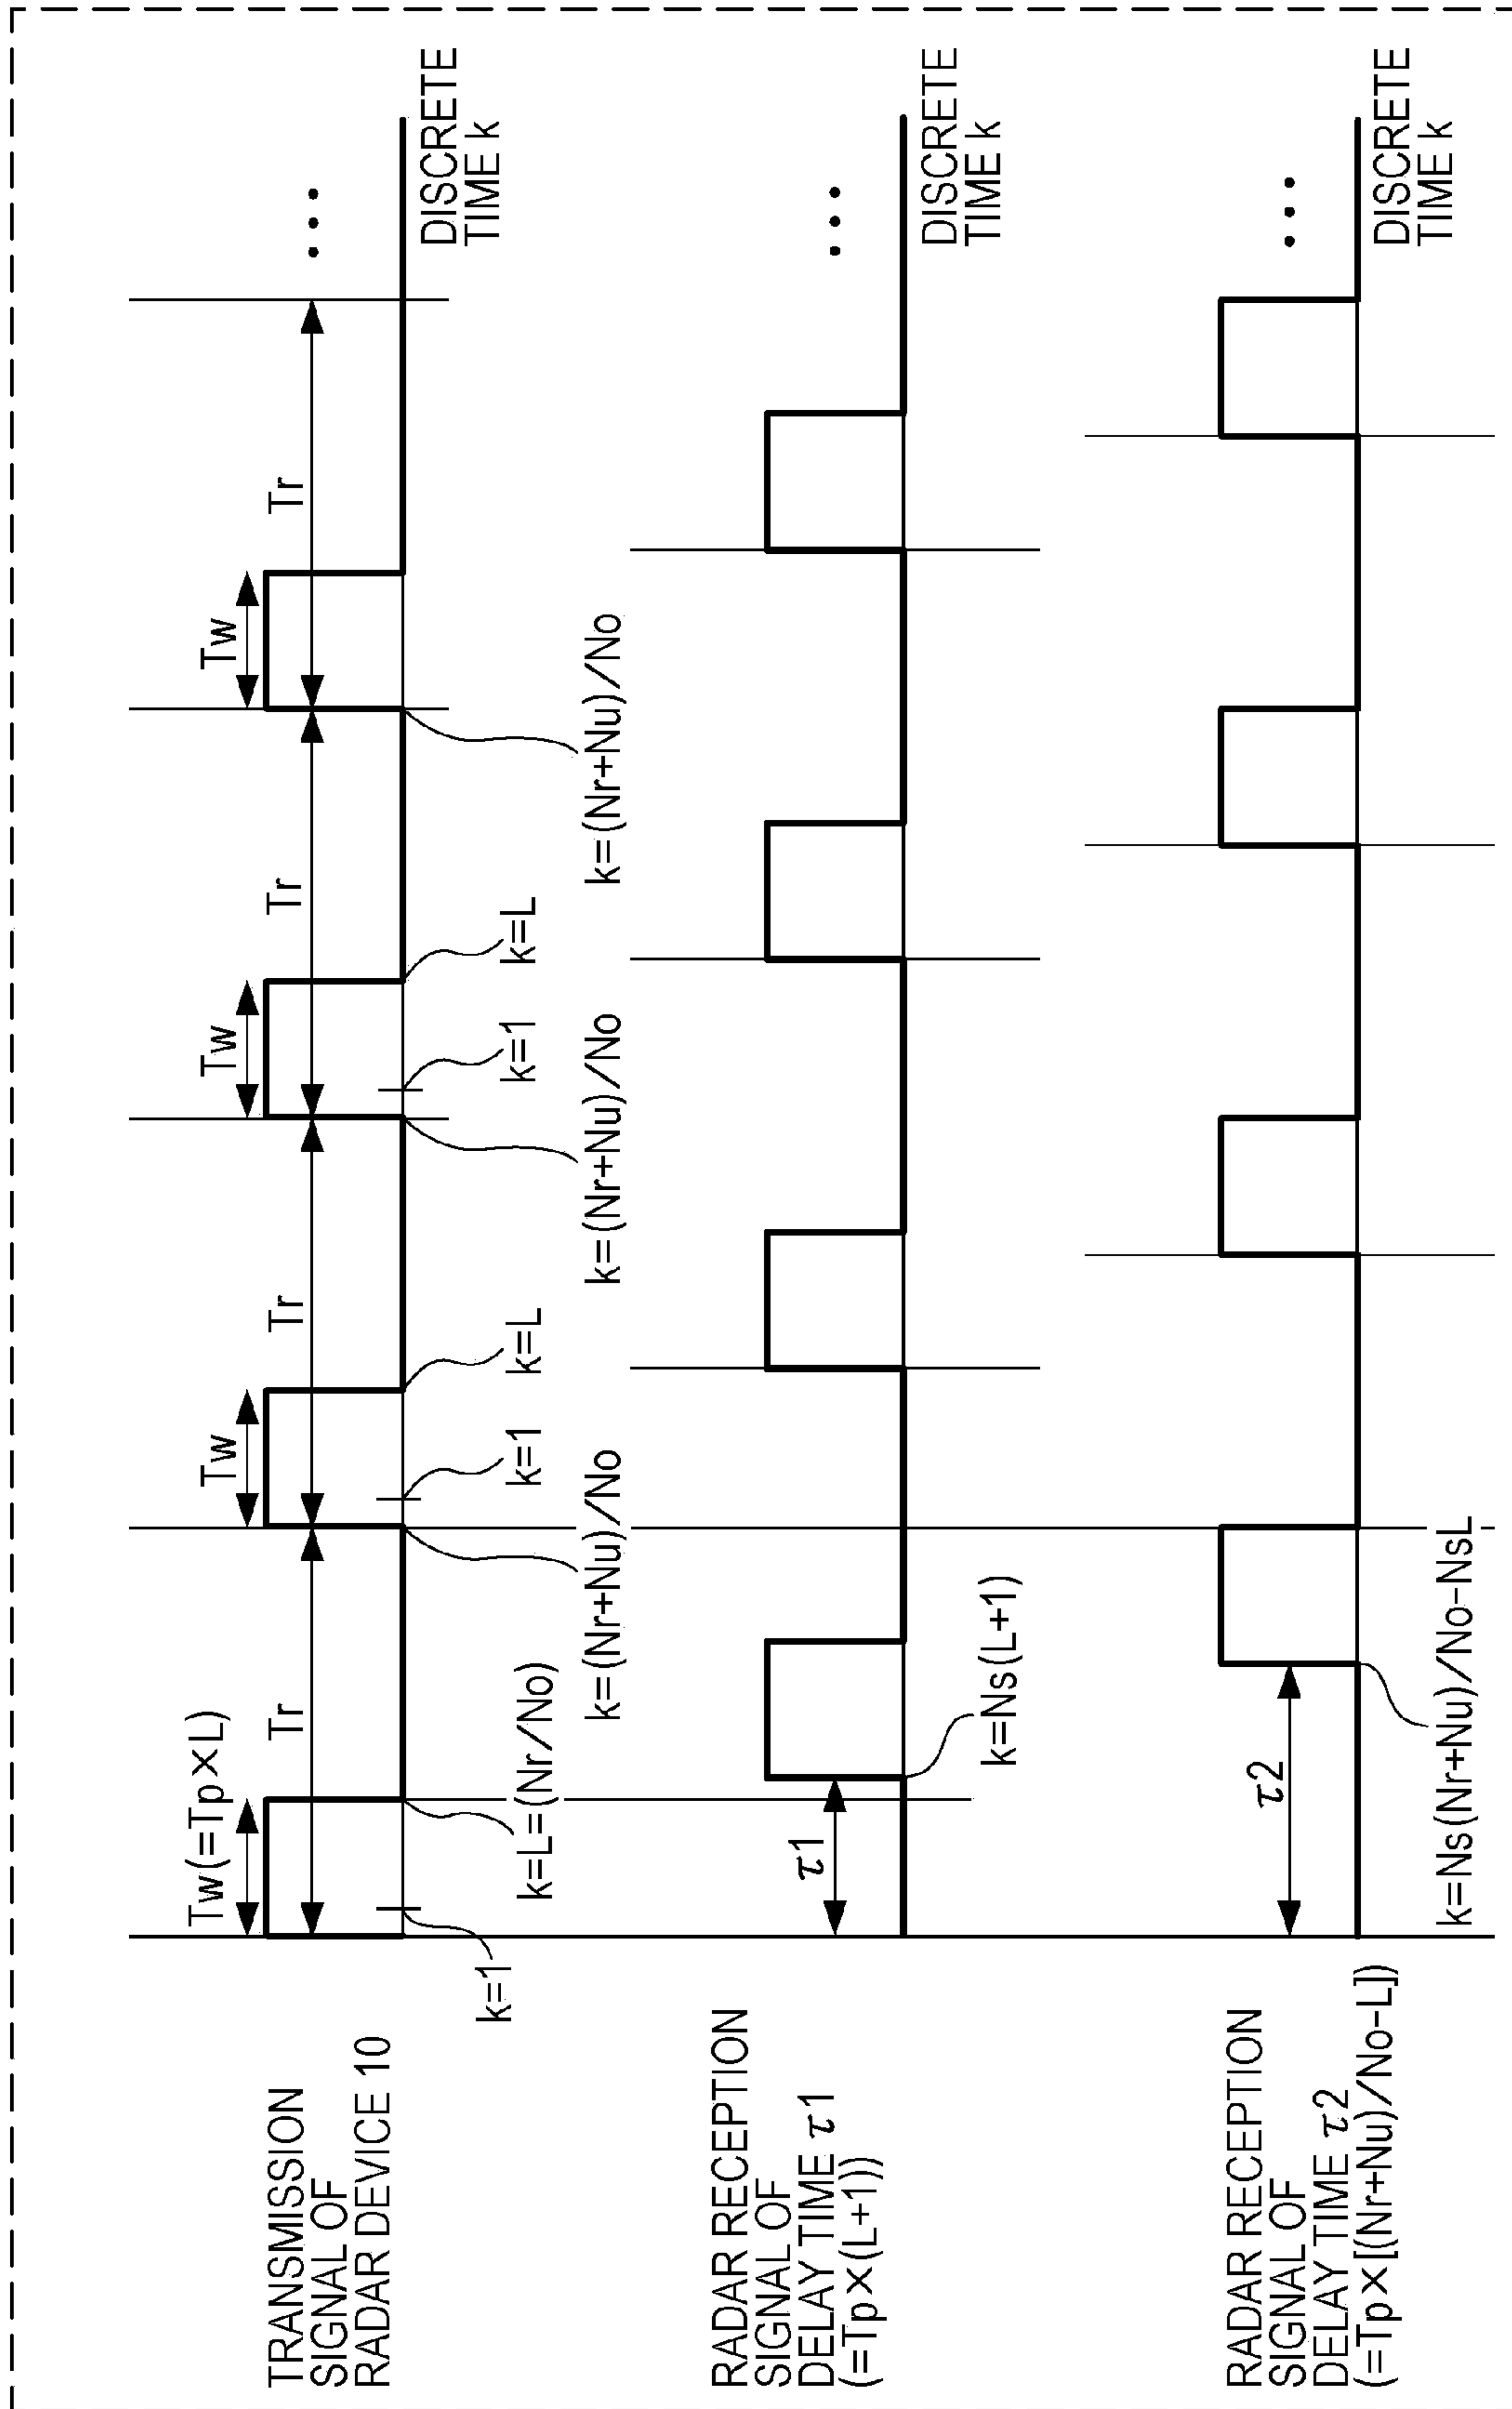 TRANSMISSION
SIGNAL OF
RADAR DEVICE 10
Tw(=Tp×L)
Tw
Tw
Tw
Tr
Tr
Tr
Tr
...
DISCRETE
TIME k
k=1
k=L=(Nr/No)
k=(Nr+Nu)/No
k=1
k=L
k=(Nr+Nu)/No
k=1
k=L
k=(Nr+Nu)/No
RADAR RECEPTION
SIGNAL OF
DELAY TIME τ1
(=Tp×(L+1))
τ1
k=Ns(L+1)
...
DISCRETE
TIME k
RADAR RECEPTION
SIGNAL OF
DELAY TIME τ2
(=Tp×[(Nr+Nu)/No-L])
τ2
k=Ns(Nr+Nu)/No-NsL
...
DISCRETE
TIME k